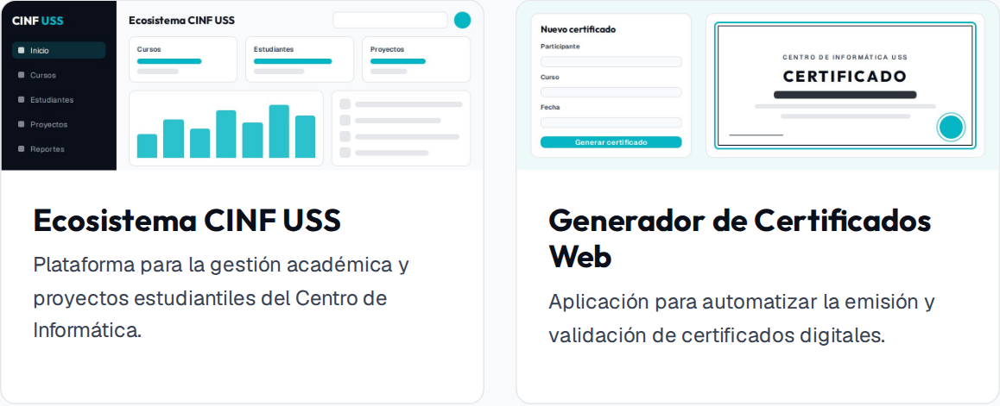 CINF USS
Inicio
Cursos
Estudiantes
Proyectos
Reportes
Ecosistema CINF USS
Cursos
Estudiantes
Proyectos
Ecosistema CINF USS
Plataforma para la gestión académica y
proyectos estudiantiles del Centro de
Informática.
Nuevo certificado
Participante
Curso
Fecha
Generar certificado
CENTRO DE INFORMÁTICA USS
CERTIFICADO
Generador de Certificados
Web
Aplicación para automatizar la emisión y
validación de certificados digitales.